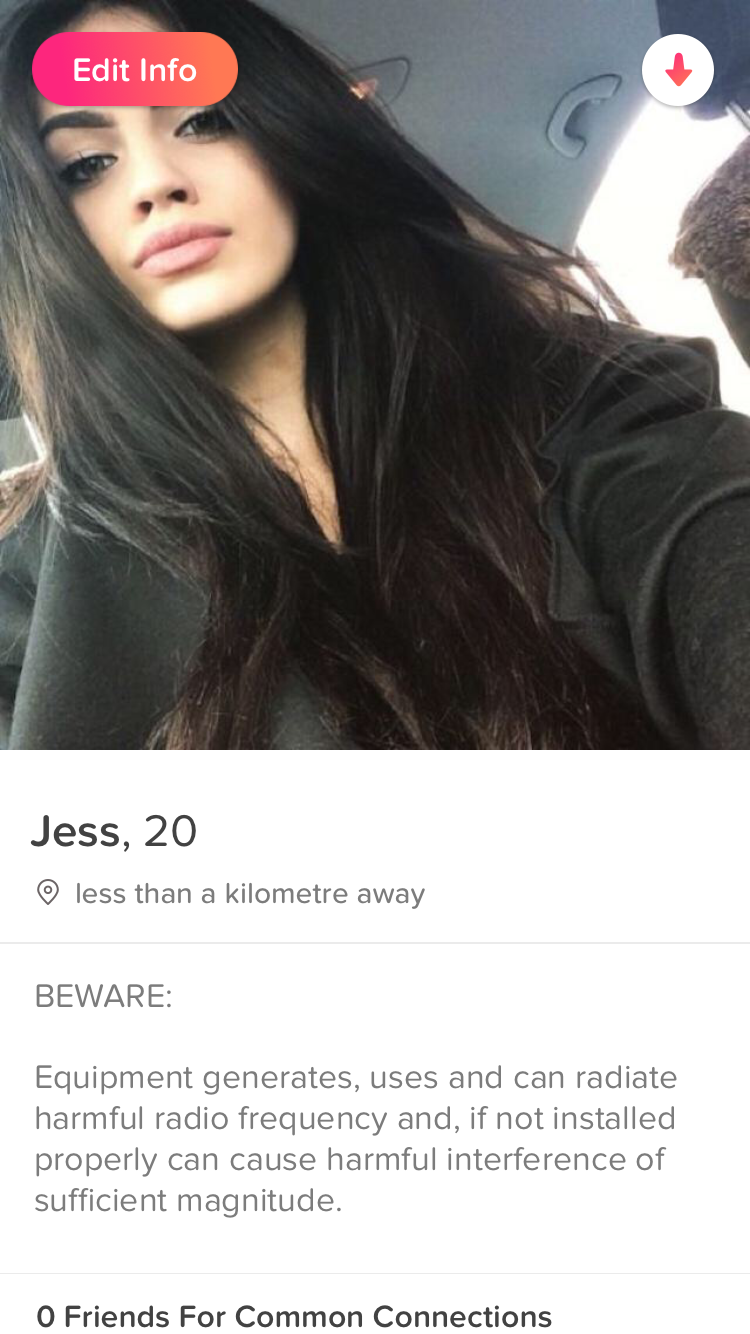 Edit Info
Jess, 20
less than a kilometre away
BEWARE:
Equipment generates, uses and can radiate
harmful radio frequency and, if not installed
properly can cause harmful interference of
sufficient magnitude.
0 Friends For Common Connections